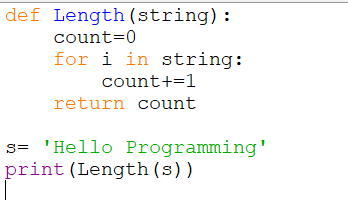 def Length(string):
    count=0
    for i in string:
        count+=1
    return count

s= 'Hello Programming'
print(Length(s))